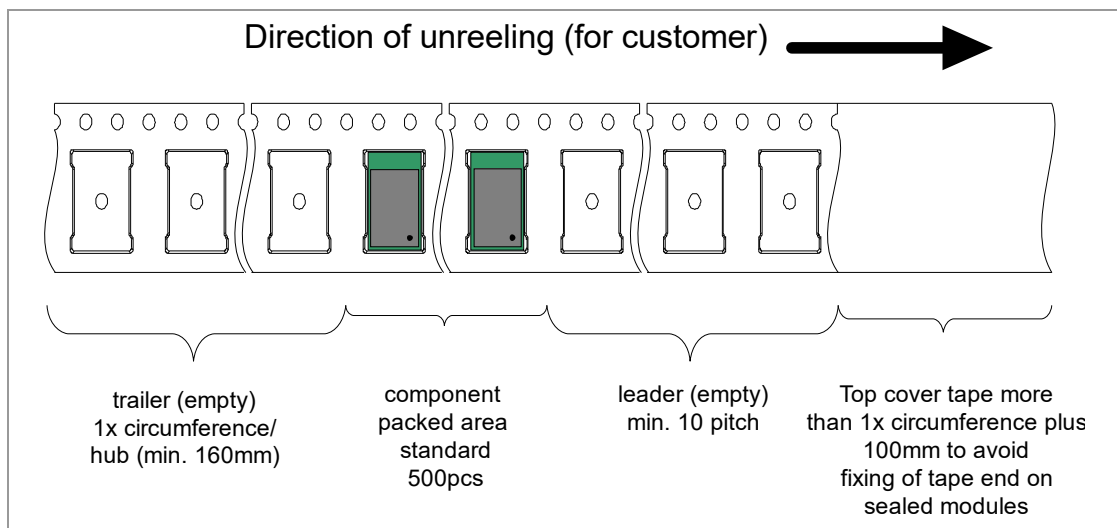 Direction of unreeling (for customer)
trailer (empty)
1x circumference/
hub (min. 160mm)
component
packed area
standard
500pcs
leader (empty)
min. 10 pitch
Top cover tape more
than 1x circumference plus
100mm to avoid
fixing of tape end on
sealed modules